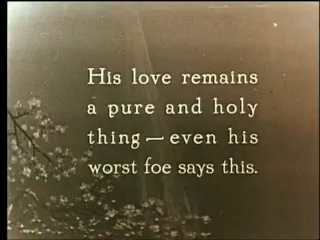 His love remains
a pure and holy
thing — even his
worst foe says this.